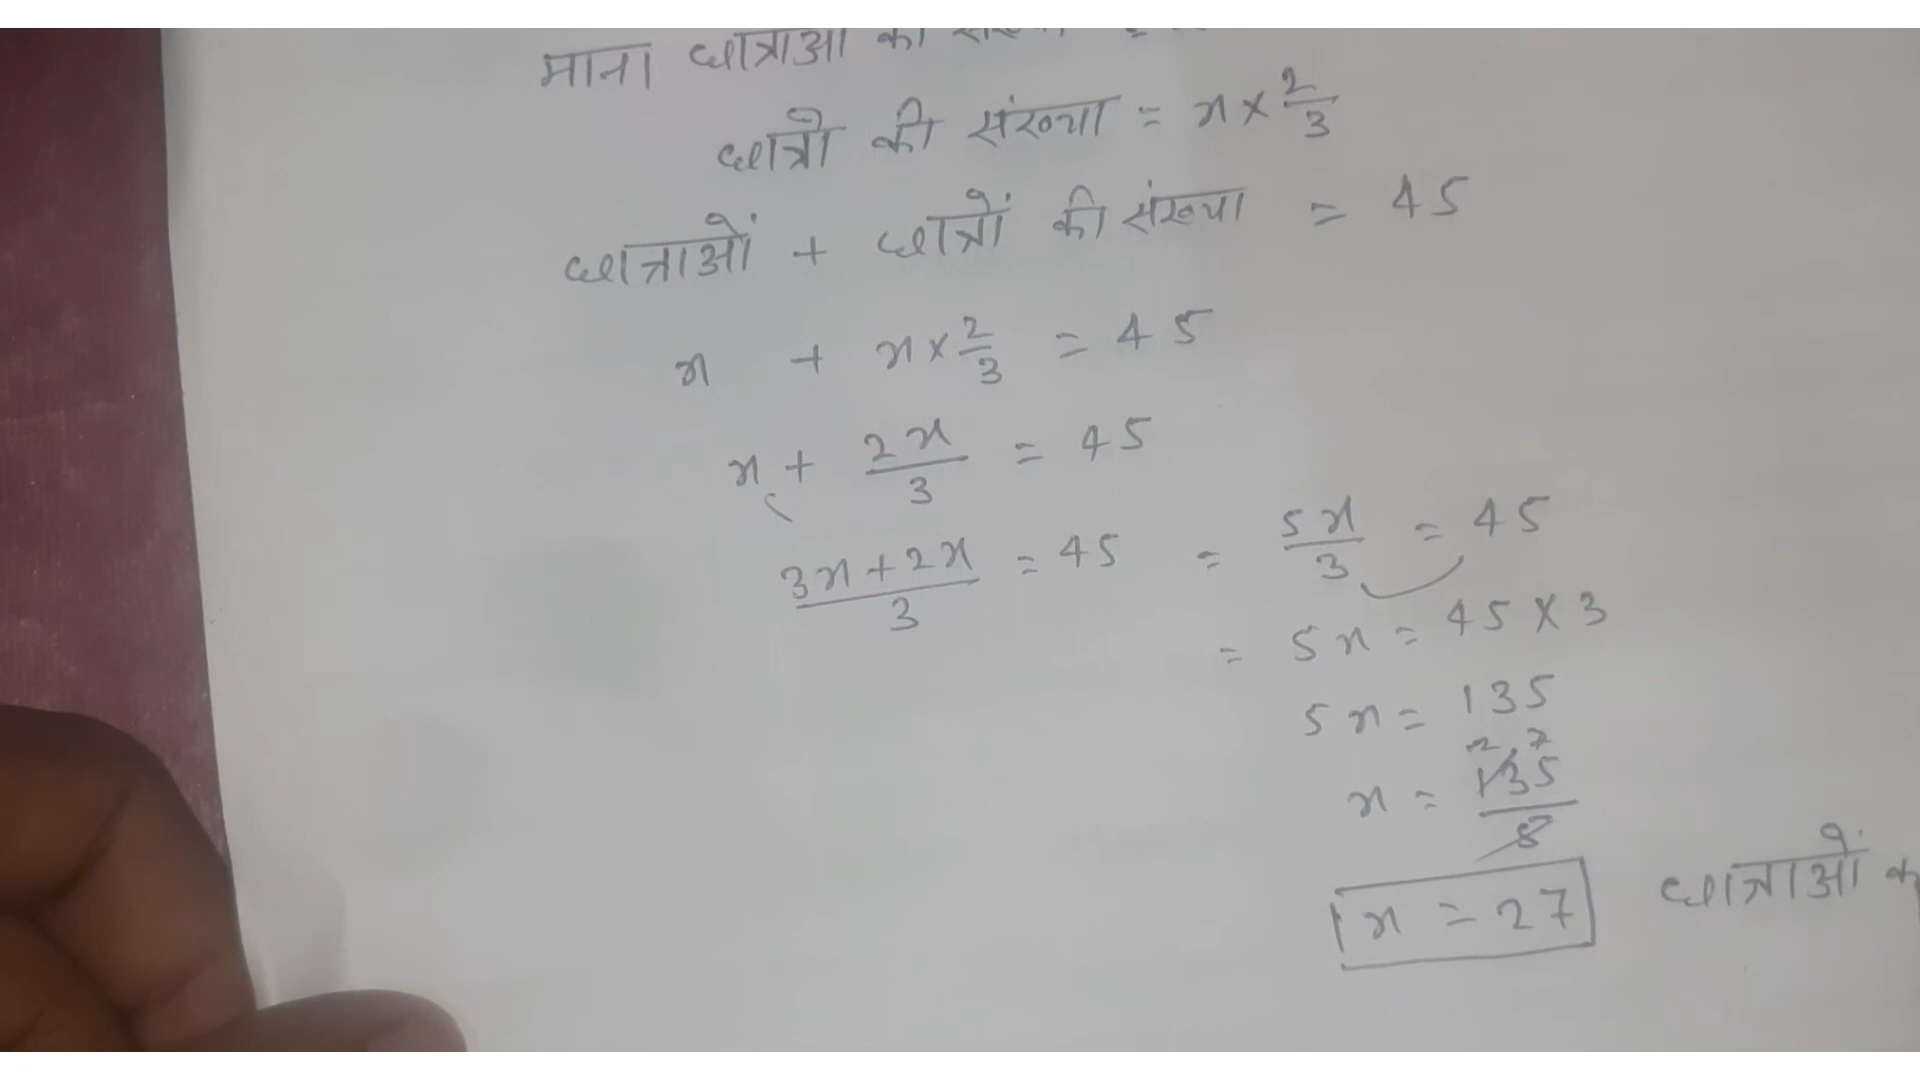 माना छात्राओ की संख्या =
छात्रो की संख्या = x × 2/3
छात्राओं + छात्रों की संख्या = 45
x + x × 2/3 = 45
x + 2x/3 = 45
(3x + 2x)/3 = 45 = 5x/3 = 45
= 5x = 45 × 3
5x = 135
x = 135/5 27
x = 27 छात्राओं